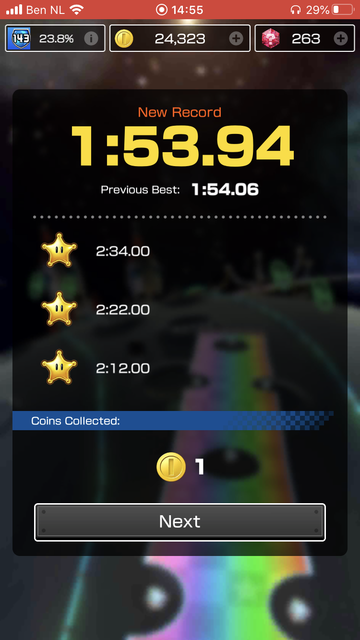 Ben NL 14:55 29%
143 23.8% i 24,323 + 263 +
New Record
1:53.94
Previous Best: 1:54.06
2:34.00
2:22.00
2:12.00
Coins Collected:
1
Next